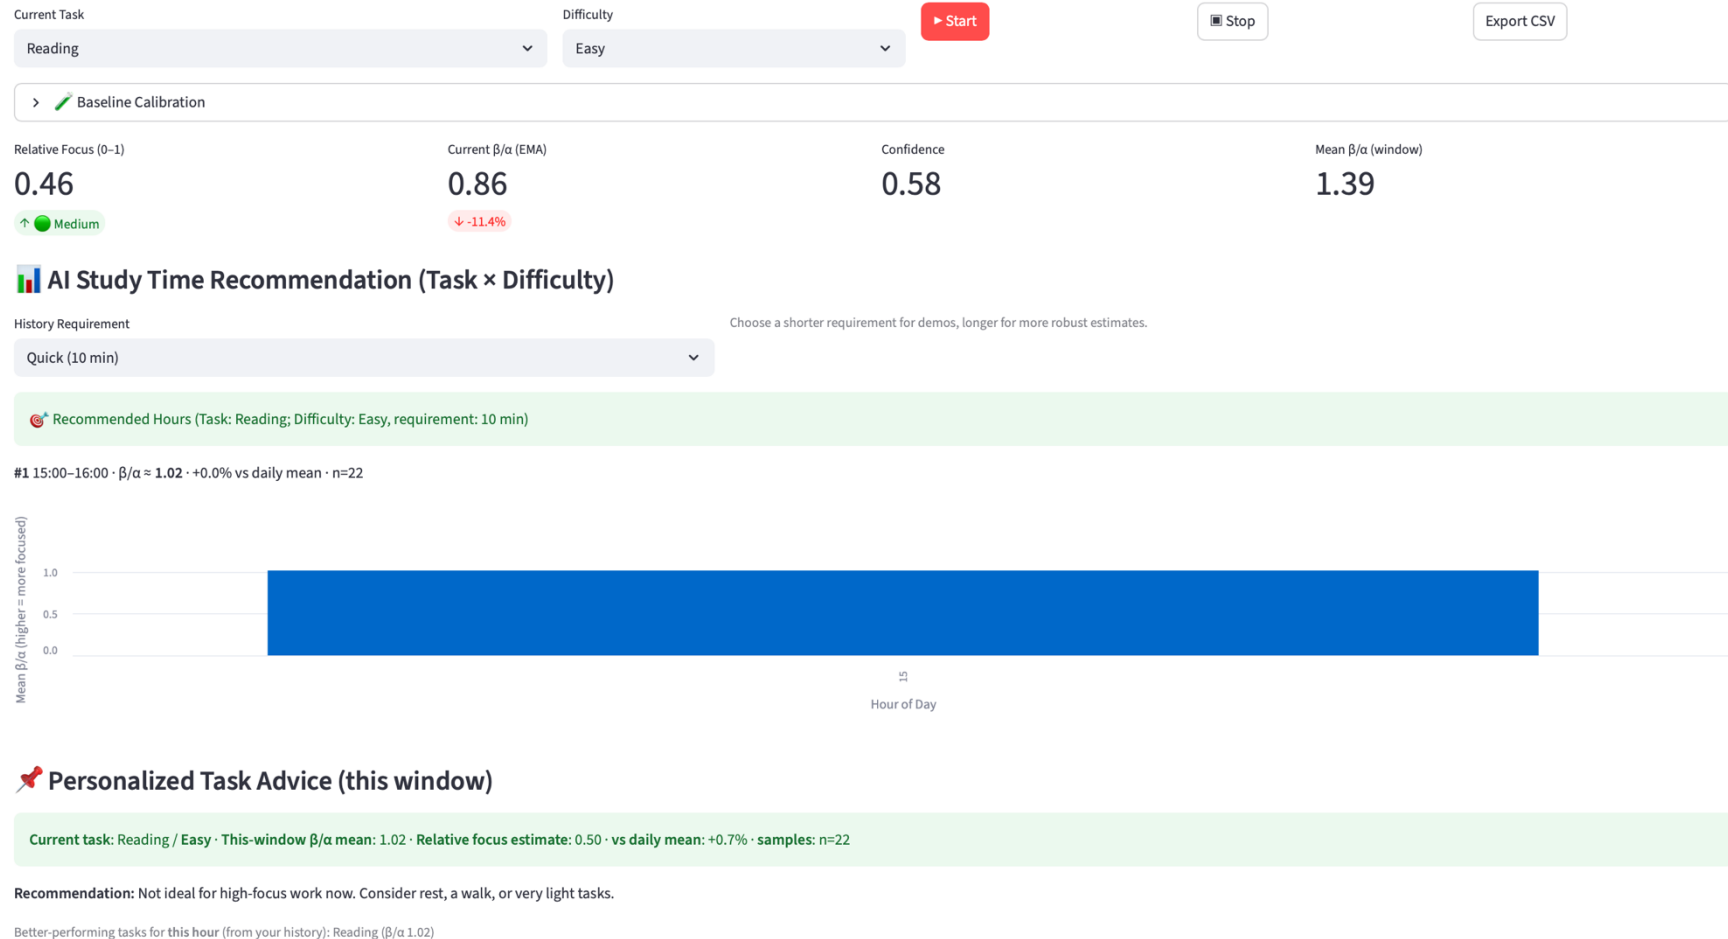 Current Task
Difficulty
Reading
Easy
Start
Stop
Export CSV
Baseline Calibration
Relative Focus (0–1)
Current β/α (EMA)
Confidence
Mean β/α (window)
0.46
0.86
0.58
1.39
↑ Medium
↓ -11.4%
AI Study Time Recommendation (Task × Difficulty)
History Requirement
Choose a shorter requirement for demos, longer for more robust estimates.
Quick (10 min)
Recommended Hours (Task: Reading; Difficulty: Easy, requirement: 10 min)
#1 15:00–16:00 · β/α ≈ 1.02 · +0.0% vs daily mean · n=22
Mean β/α (higher = more focused)
1.0
0.5
0.0
15
Hour of Day
Personalized Task Advice (this window)
Current task: Reading / Easy · This-window β/α mean: 1.02 · Relative focus estimate: 0.50 · vs daily mean: +0.7% · samples: n=22
Recommendation: Not ideal for high-focus work now. Consider rest, a walk, or very light tasks.
Better-performing tasks for this hour (from your history): Reading (β/α 1.02)